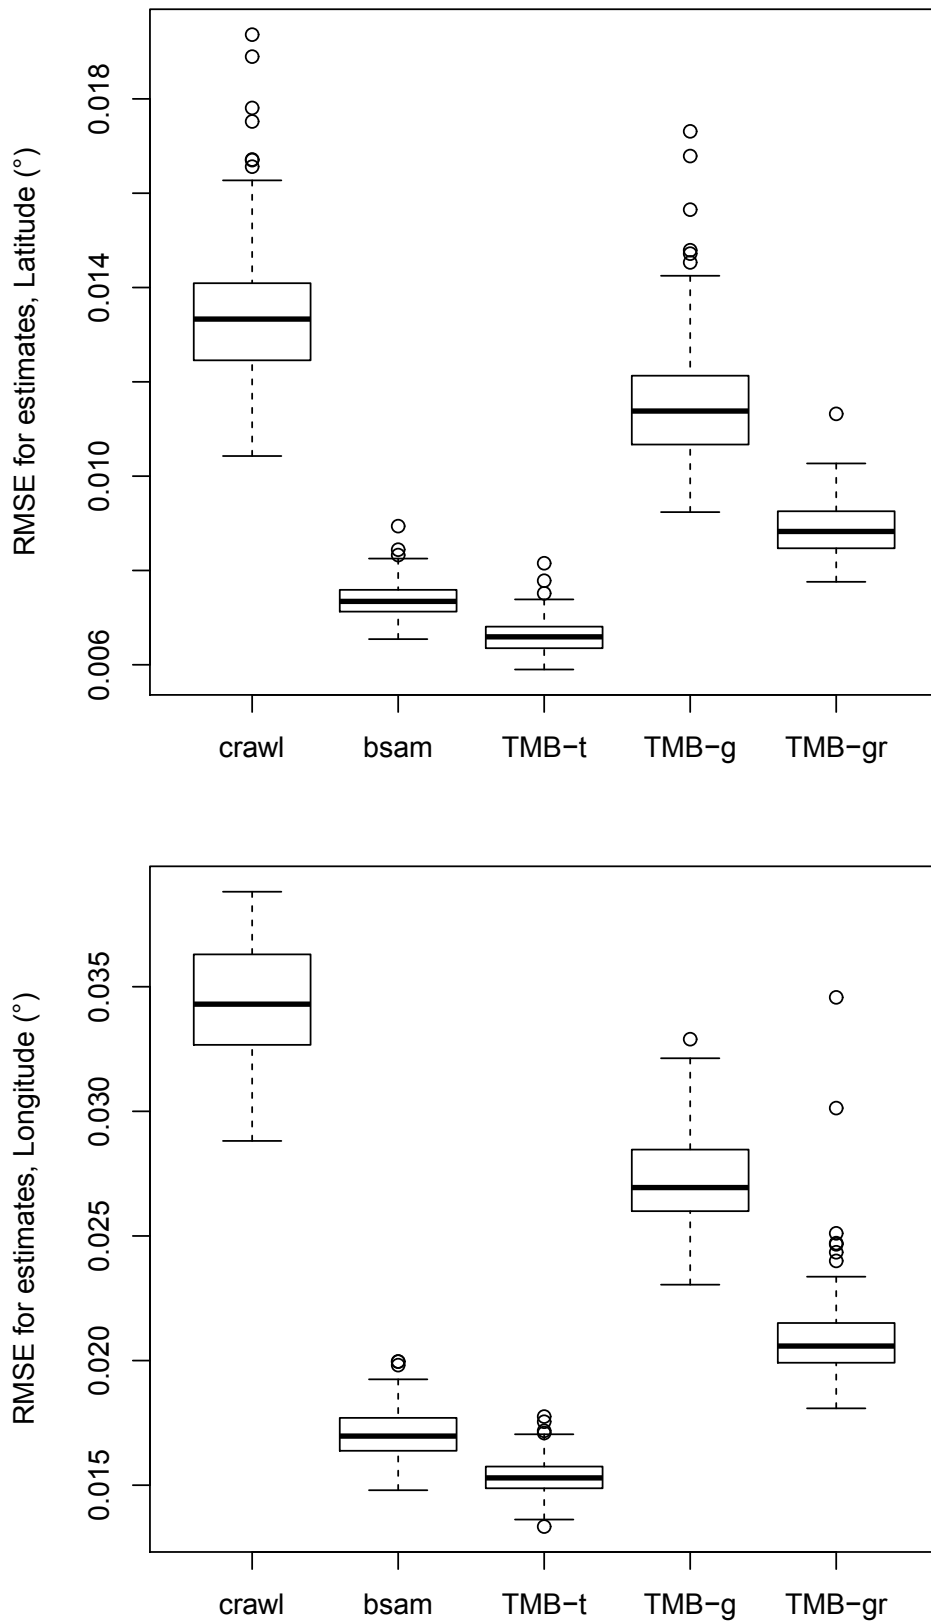 RMSE for estimates, Latitude (°)
0.018
0.014
0.010
0.006
crawl bsam TMB−t TMB−g TMB−gr
RMSE for estimates, Longitude (°)
0.035
0.030
0.025
0.020
0.015
crawl bsam TMB−t TMB−g TMB−gr